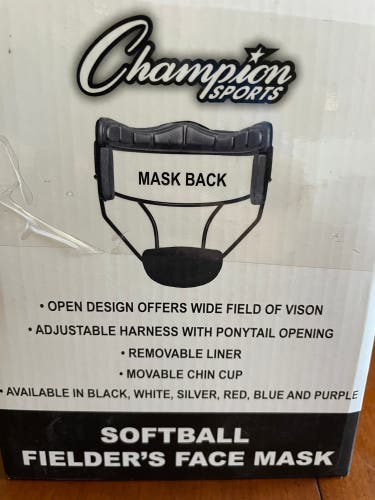 Champion
SPORTS
MASK BACK
• OPEN DESIGN OFFERS WIDE FIELD OF VISON
• ADJUSTABLE HARNESS WITH PONYTAIL OPENING
• REMOVABLE LINER
• MOVABLE CHIN CUP
• AVAILABLE IN BLACK, WHITE, SILVER, RED, BLUE AND PURPLE
SOFTBALL
FIELDER'S FACE MASK